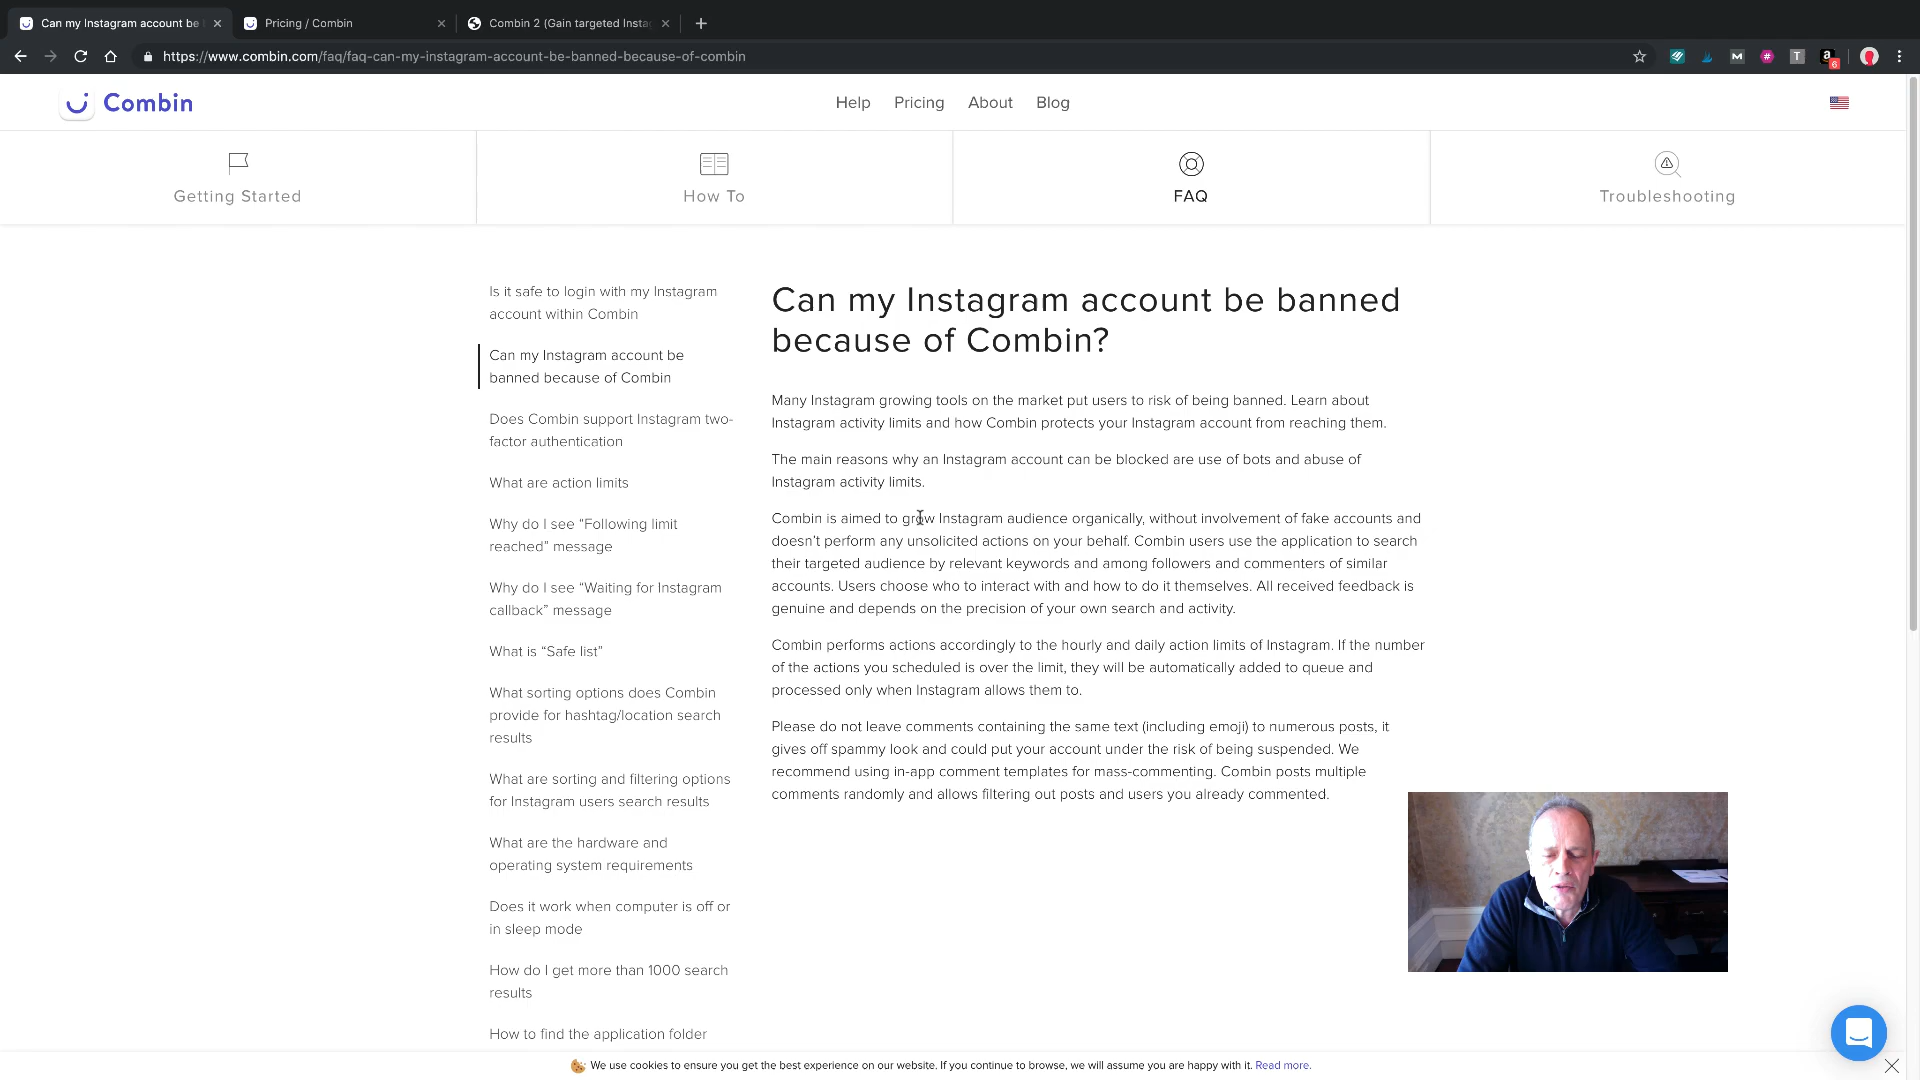 Can my Instagram account be
Pricing / Combin
Combin 2 (Gain targeted Insta
https://www.combin.com/faq/faq-can-my-instagram-account-be-banned-because-of-combin
M
#
T
a
6
Combin
Help
Pricing
About
Blog
Getting Started
How To
FAQ
Troubleshooting
Is it safe to login with my Instagram
account within Combin
Can my Instagram account be
banned because of Combin
Does Combin support Instagram two-
factor authentication
What are action limits
Why do I see “Following limit
reached” message
Why do I see “Waiting for Instagram
callback” message
What is “Safe list”
What sorting options does Combin
provide for hashtag/location search
results
What are sorting and filtering options
for Instagram users search results
What are the hardware and
operating system requirements
Does it work when computer is off or
in sleep mode
How do I get more than 1000 search
results
How to find the application folder
Can my Instagram account be banned
because of Combin?
Many Instagram growing tools on the market put users to risk of being banned. Learn about
Instagram activity limits and how Combin protects your Instagram account from reaching them.
The main reasons why an Instagram account can be blocked are use of bots and abuse of
Instagram activity limits.
Combin is aimed to grow Instagram audience organically, without involvement of fake accounts and
doesn’t perform any unsolicited actions on your behalf. Combin users use the application to search
their targeted audience by relevant keywords and among followers and commenters of similar
accounts. Users choose who to interact with and how to do it themselves. All received feedback is
genuine and depends on the precision of your own search and activity.
Combin performs actions accordingly to the hourly and daily action limits of Instagram. If the number
of the actions you scheduled is over the limit, they will be automatically added to queue and
processed only when Instagram allows them to.
Please do not leave comments containing the same text (including emoji) to numerous posts, it
gives off spammy look and could put your account under the risk of being suspended. We
recommend using in-app comment templates for mass-commenting. Combin posts multiple
comments randomly and allows filtering out posts and users you already commented.
We use cookies to ensure you get the best experience on our website. If you continue to browse, we will assume you are happy with it. Read more.